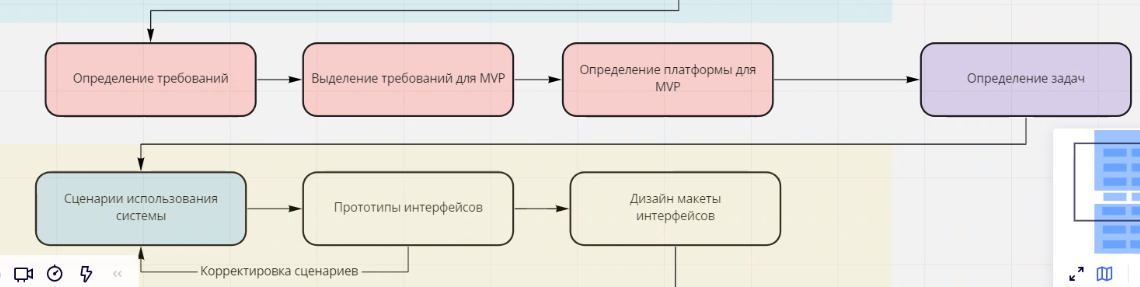 Определение требований
Выделение требований для MVP
Определение платформы для
MVP
Определение задач
Сценарии использования
системы
Прототипы интерфейсов
Дизайн макеты
интерфейсов
Корректировка сценариев